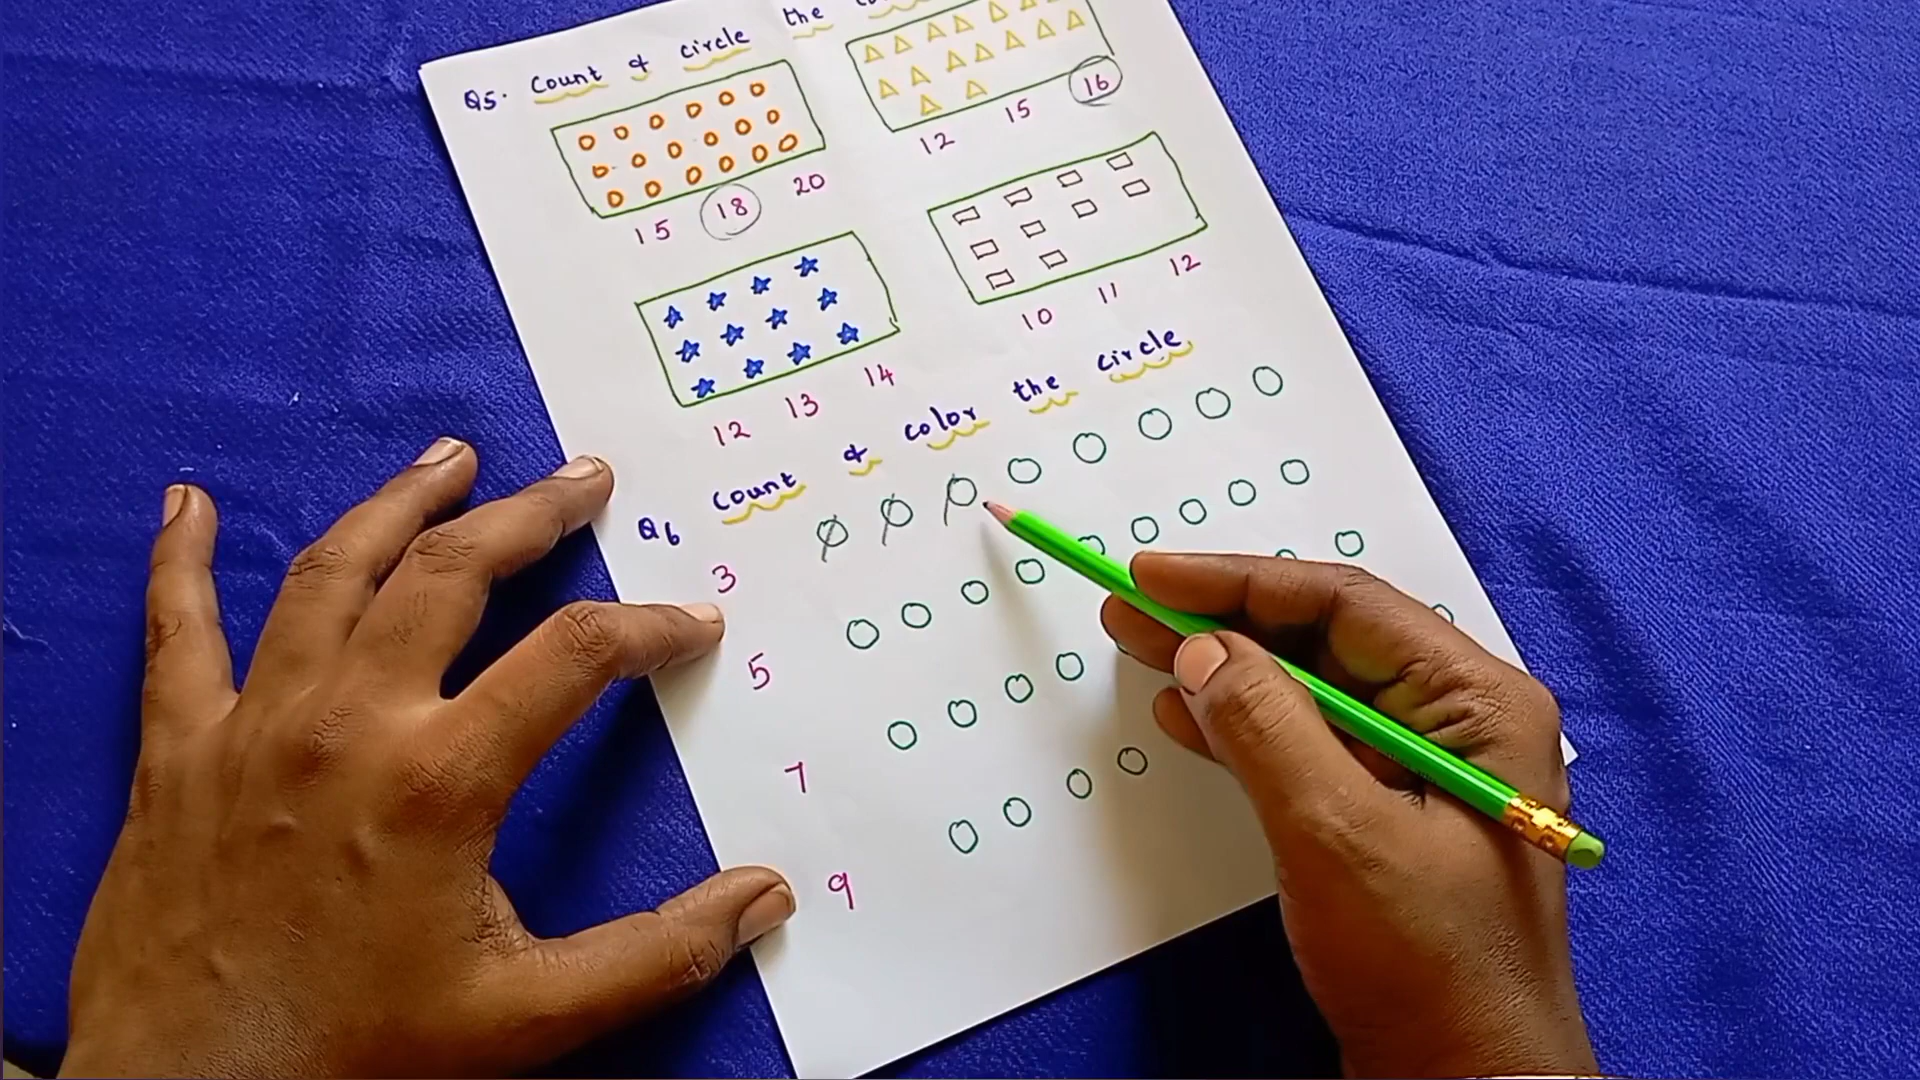 Q5. Count & circle the
15 18 20
12 15 16
12 13 14
10 11 12
Q6 Count & color the circle
3
5
7
9